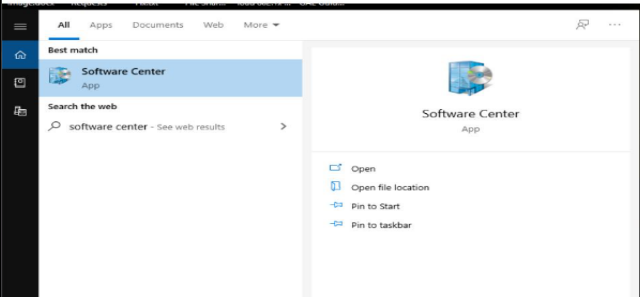 Requests
All Apps Documents Web More
Best match
Software Center
App
Search the web
software center - See web results
Software Center
App
Open
Open file location
Pin to Start
Pin to taskbar